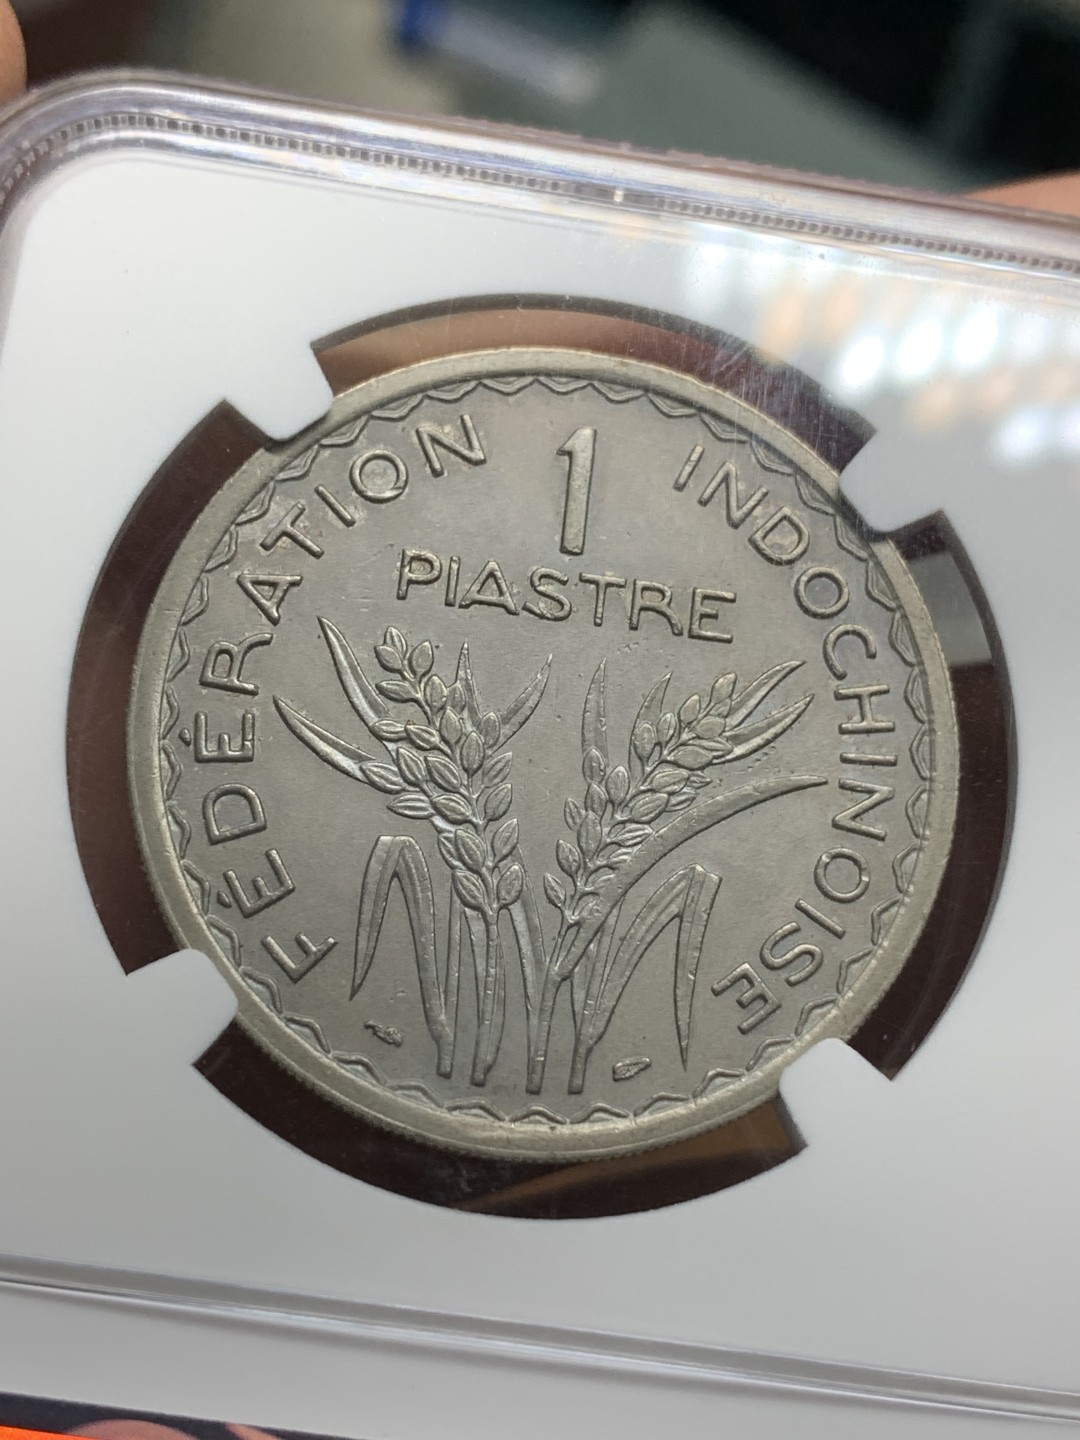 FÉDÉRATION INDOCHINOISE
1
PIASTRE